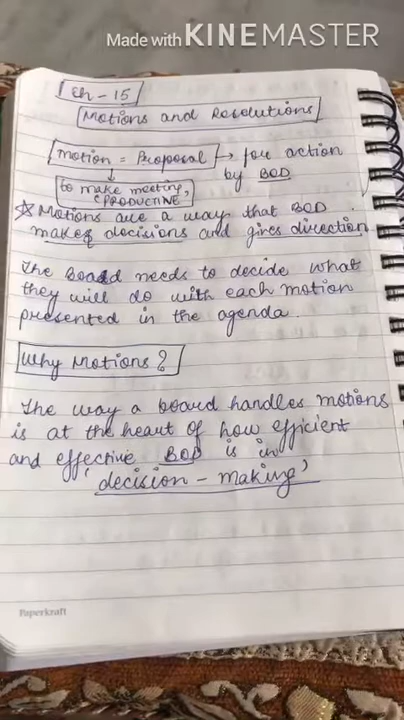 Made with KINEMASTER
Ch - 15
Motions and Resolutions
Motion = Proposal → for action
by BOD
↓
to make meeting,
PRODUCTIVE
☆ Motions are a way that BOD
makes decisions and gives direction
The Board needs to decide what
they will do with each motion
presented in the agenda.
Why Motions?
The way a board handles motions
is at the heart of how efficient
and effective BOD is in
'decision - making'
Paperkraft